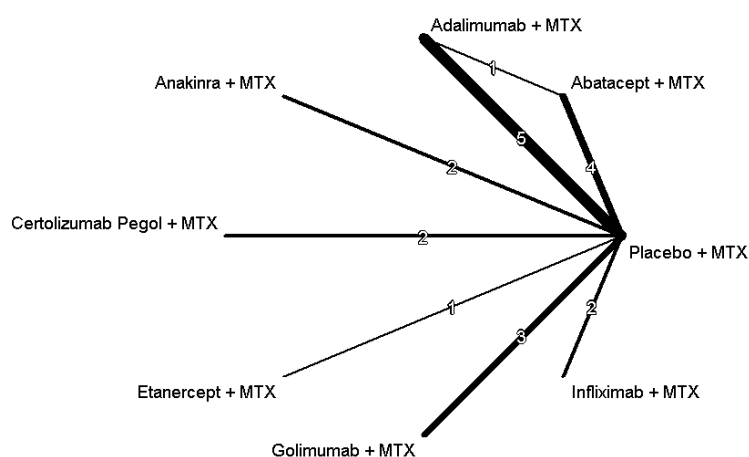 Adalimumab + MTX
1
Anakinra + MTX
Abatacept + MTX
5
2
4
Certolizumab Pegol + MTX
2
Placebo + MTX
1
2
3
Etanercept + MTX
Infliximab + MTX
Golimumab + MTX